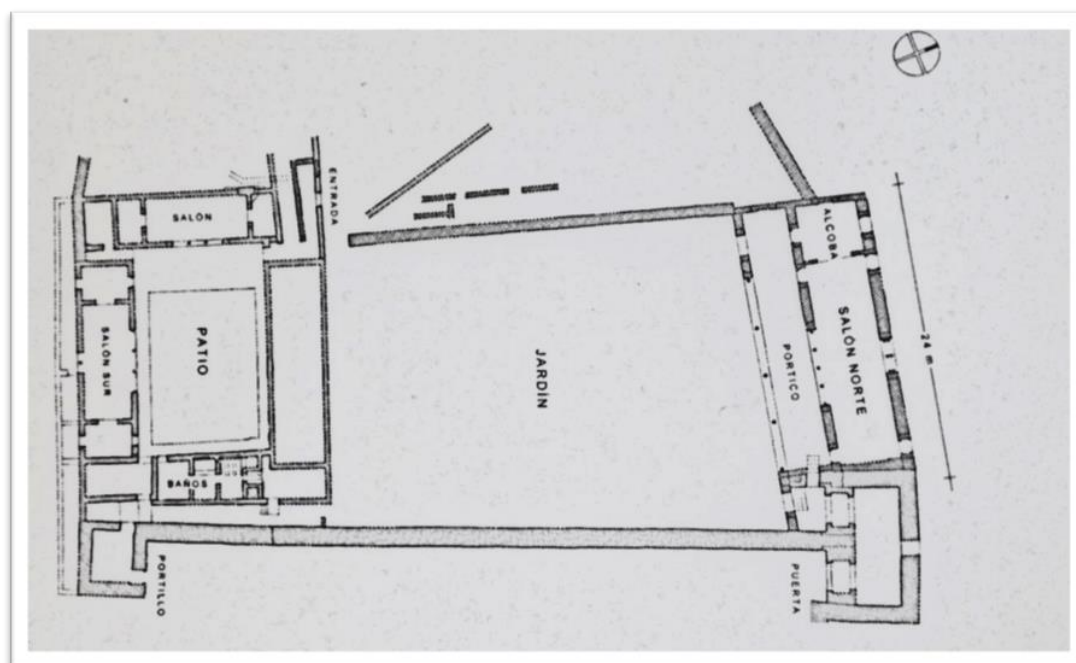 SALÓN
ENTRADA
SALÓN SUR
PATIO
BAÑOS
PORTILLO
JARDÍN
PORTICO
ALCOBA
SALÓN NORTE
24 m
PUERTA